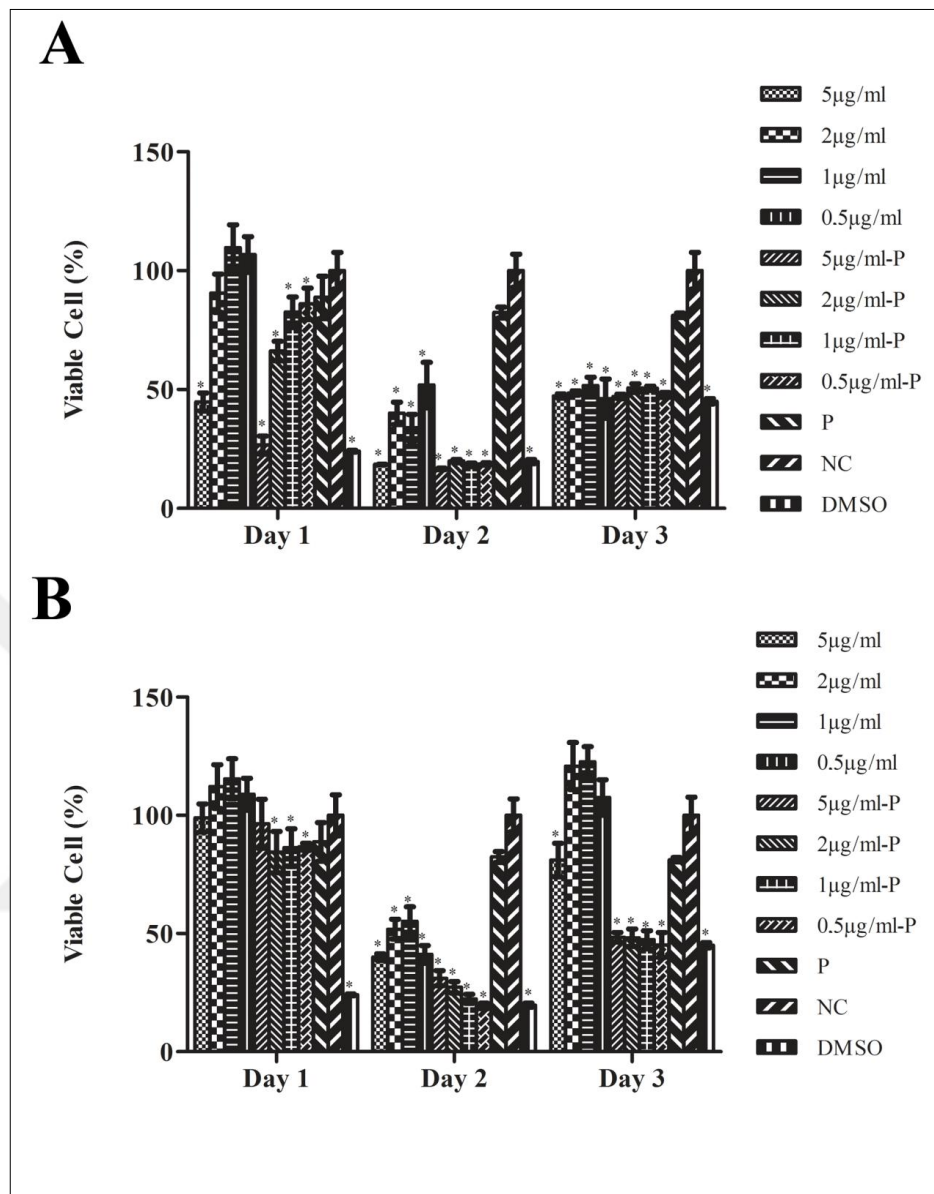 A
5µg/ml
2µg/ml
1µg/ml
0.5µg/ml
5µg/ml-P
2µg/ml-P
1µg/ml-P
0.5µg/ml-P
P
NC
DMSO
Viable Cell (%)
150
100
50
0
* * * * * *
* * * * * * * *
* * * * * * * * *
Day 1 Day 2 Day 3
B
5µg/ml
2µg/ml
1µg/ml
0.5µg/ml
5µg/ml-P
2µg/ml-P
1µg/ml-P
0.5µg/ml-P
P
NC
DMSO
Viable Cell (%)
150
100
50
0
* * * *
* * * * * * * * *
* * * * * *
Day 1 Day 2 Day 3